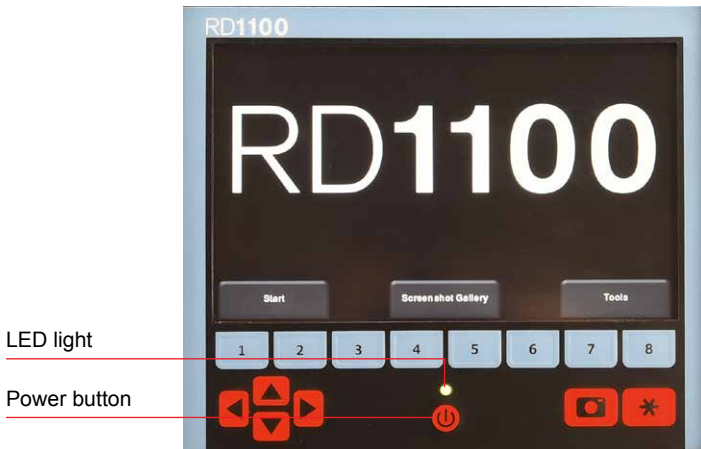 RD1100
RD1100
Start Screenshot Gallery Tools
1 2 3 4 5 6 7 8
LED light
Power button